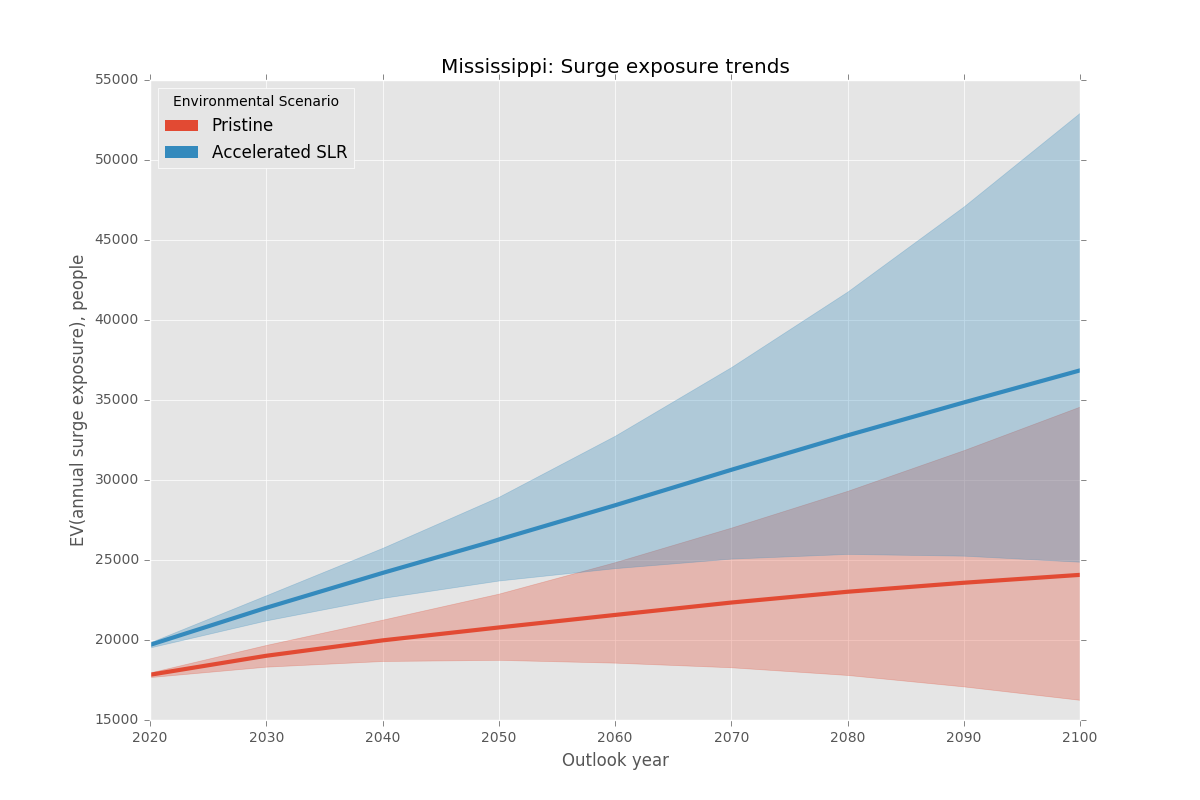 Mississippi: Surge exposure trends
Environmental Scenario
Pristine
Accelerated SLR
EV(annual surge exposure), people
55000
50000
45000
40000
35000
30000
25000
20000
15000
2020 2030 2040 2050 2060 2070 2080 2090 2100
Outlook year